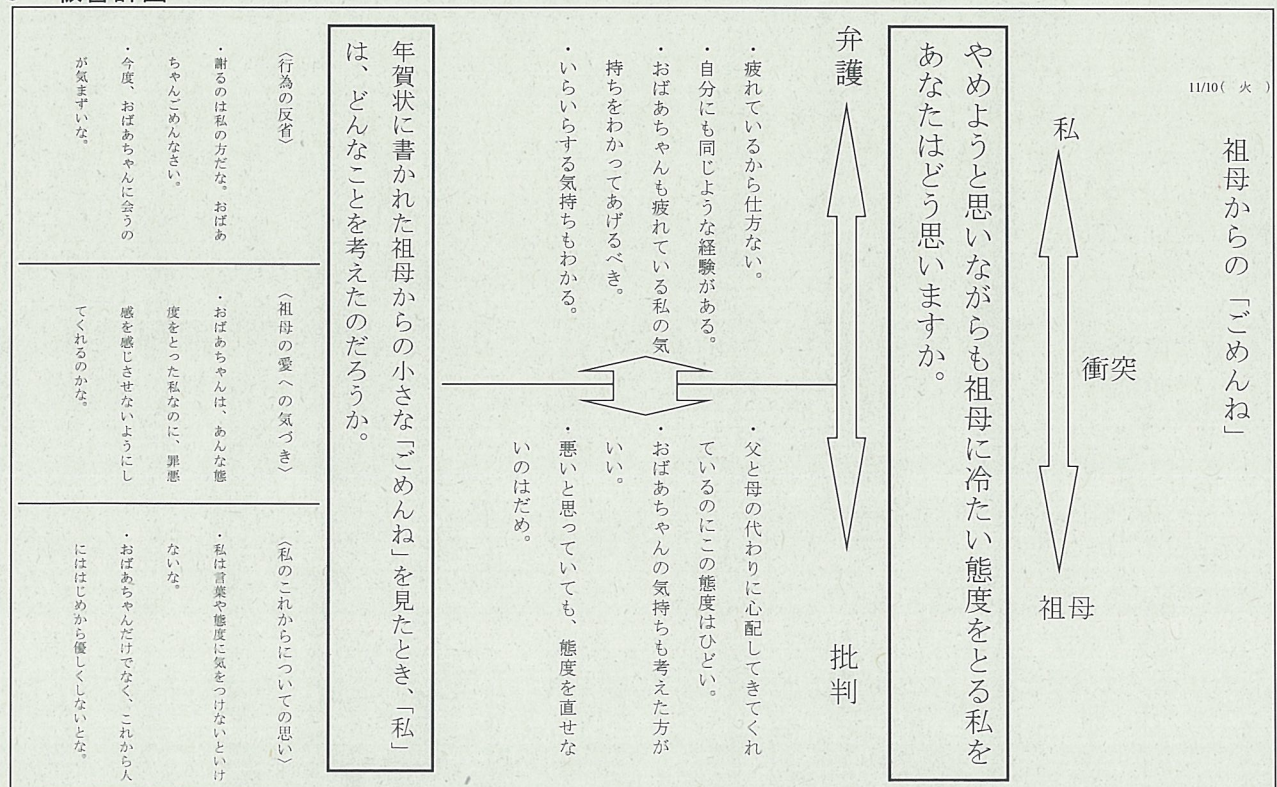 11/10( 火 )
祖母からの「ごめんね」
私
衝突
祖母
やめようと思いながらも祖母に冷たい態度をとる私を
あなたはどう思いますか。
弁護
批判
・疲れているから仕方ない。
・自分にも同じような経験がある。
・おばあちゃんも疲れている私の気
持ちをわかってあげるべき。
・いらいらする気持ちもわかる。
・父と母の代わりに心配してきてくれ
ているのにこの態度はひどい。
・おばあちゃんの気持ちも考えた方が
いい。
・悪いと思っていても、態度を直せな
いのはだめ。
年賀状に書かれた祖母からの小さな「ごめんね」を見たとき、「私」
は、どんなことを考えたのだろうか。
〈行為の反省〉
・謝るのは私の方だな。おばあ
ちゃんごめんなさい。
・今度、おばあちゃんに会うの
が気まずいな。
〈祖母の愛への気づき〉
・おばあちゃんは、あんな態
度をとった私なのに、罪悪
感を感じさせないようにし
てくれるのかな。
〈私のこれからについての思い〉
・私は言葉や態度に気をつけないといけ
ないな。
・おばあちゃんだけでなく、これから人
にははじめから優しくしないとな。